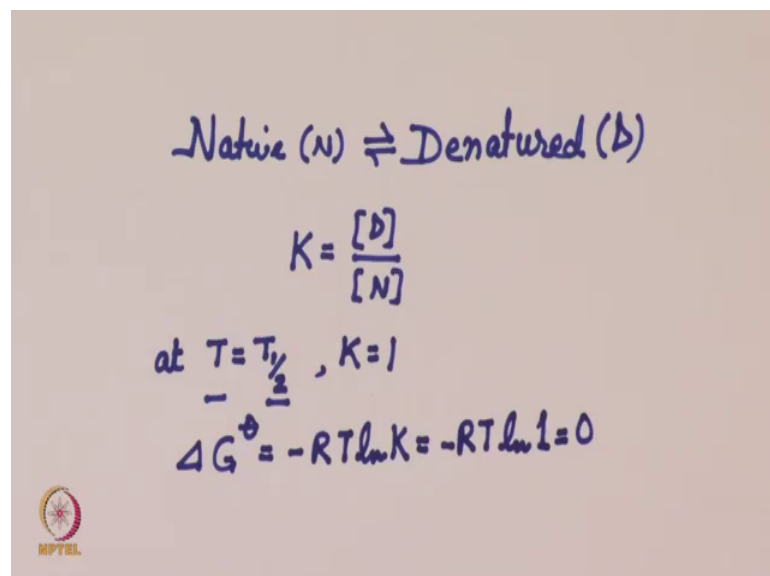 Native (N) ⇌ Denatured (D)
K = [D]/[N]
at T = T1/2 , K = 1
ΔG⦵ = -RT ln K = -RT ln 1 = 0
NPTEL